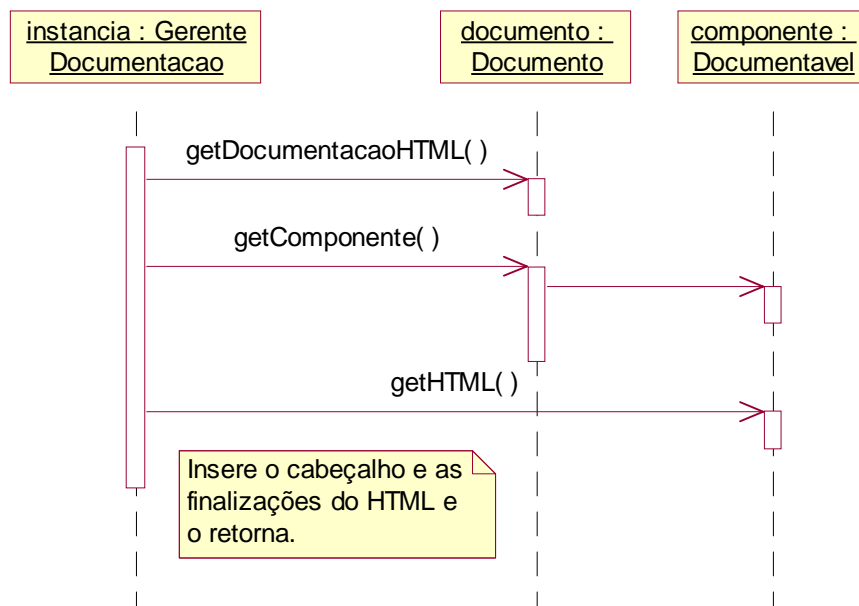 instancia : Gerente
Documentacao
documento :
Documento
componente :
Documentavel
getDocumentacaoHTML( )
getComponente( )
getHTML( )
Insere o cabeçalho e as
finalizações do HTML e
o retorna.